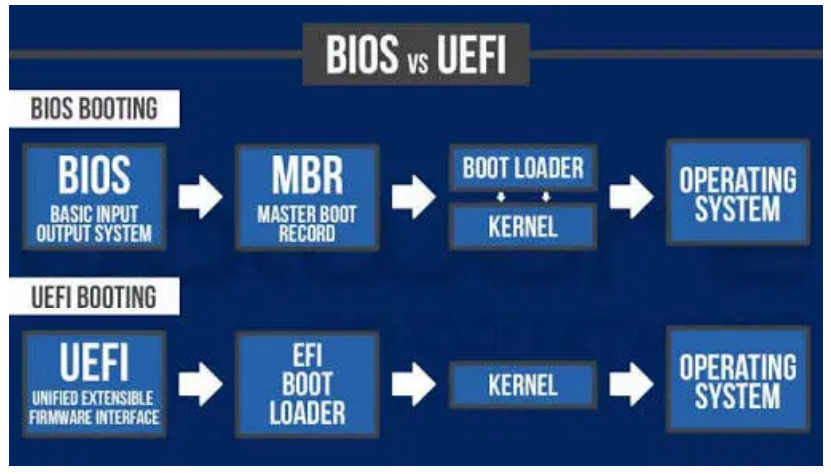 BIOS vs UEFI
BIOS BOOTING
BIOS
BASIC INPUT
OUTPUT SYSTEM
MBR
MASTER BOOT
RECORD
BOOT LOADER
KERNEL
OPERATING
SYSTEM
UEFI BOOTING
UEFI
UNIFIED EXTENSIBLE
FIRMWARE INTERFACE
EFI
BOOT
LOADER
KERNEL
OPERATING
SYSTEM